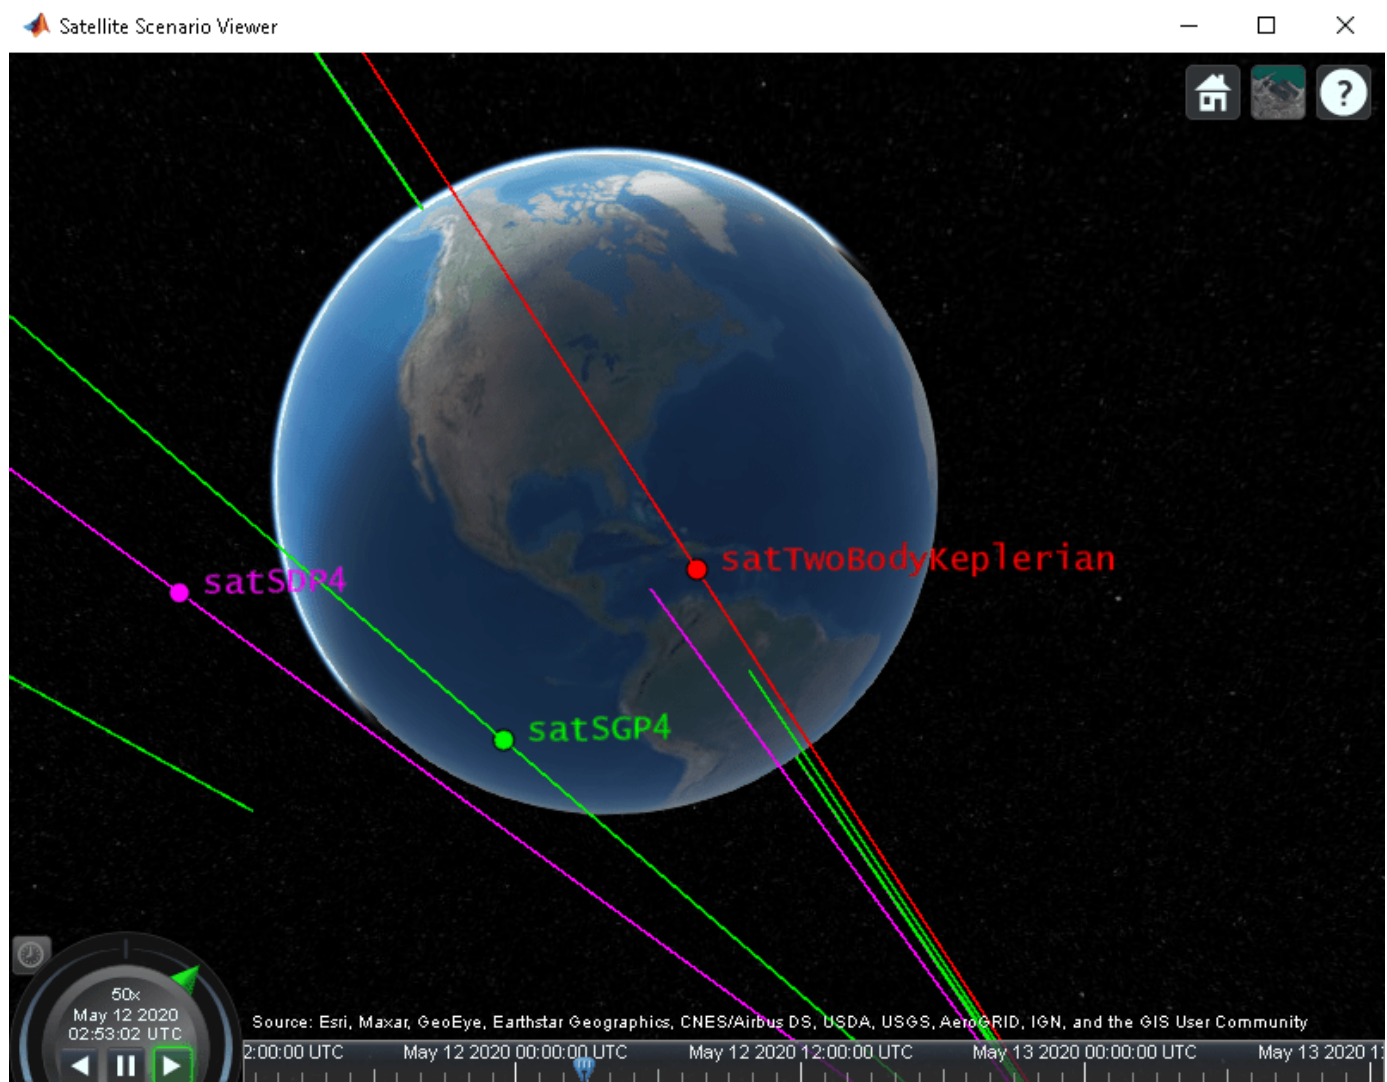 Satellite Scenario Viewer
?
satTwoBodyKeplerian
satSDP4
satSGP4
50x
May 12 2020
02:53:02 UTC
Source: Esri, Maxar, GeoEye, Earthstar Geographics, CNES/Airbus DS, USDA, USGS, AeroGRID, IGN, and the GIS User Community
2:00:00 UTC May 12 2020 00:00:00 UTC May 12 2020 12:00:00 UTC May 13 2020 00:00:00 UTC May 13 2020 1